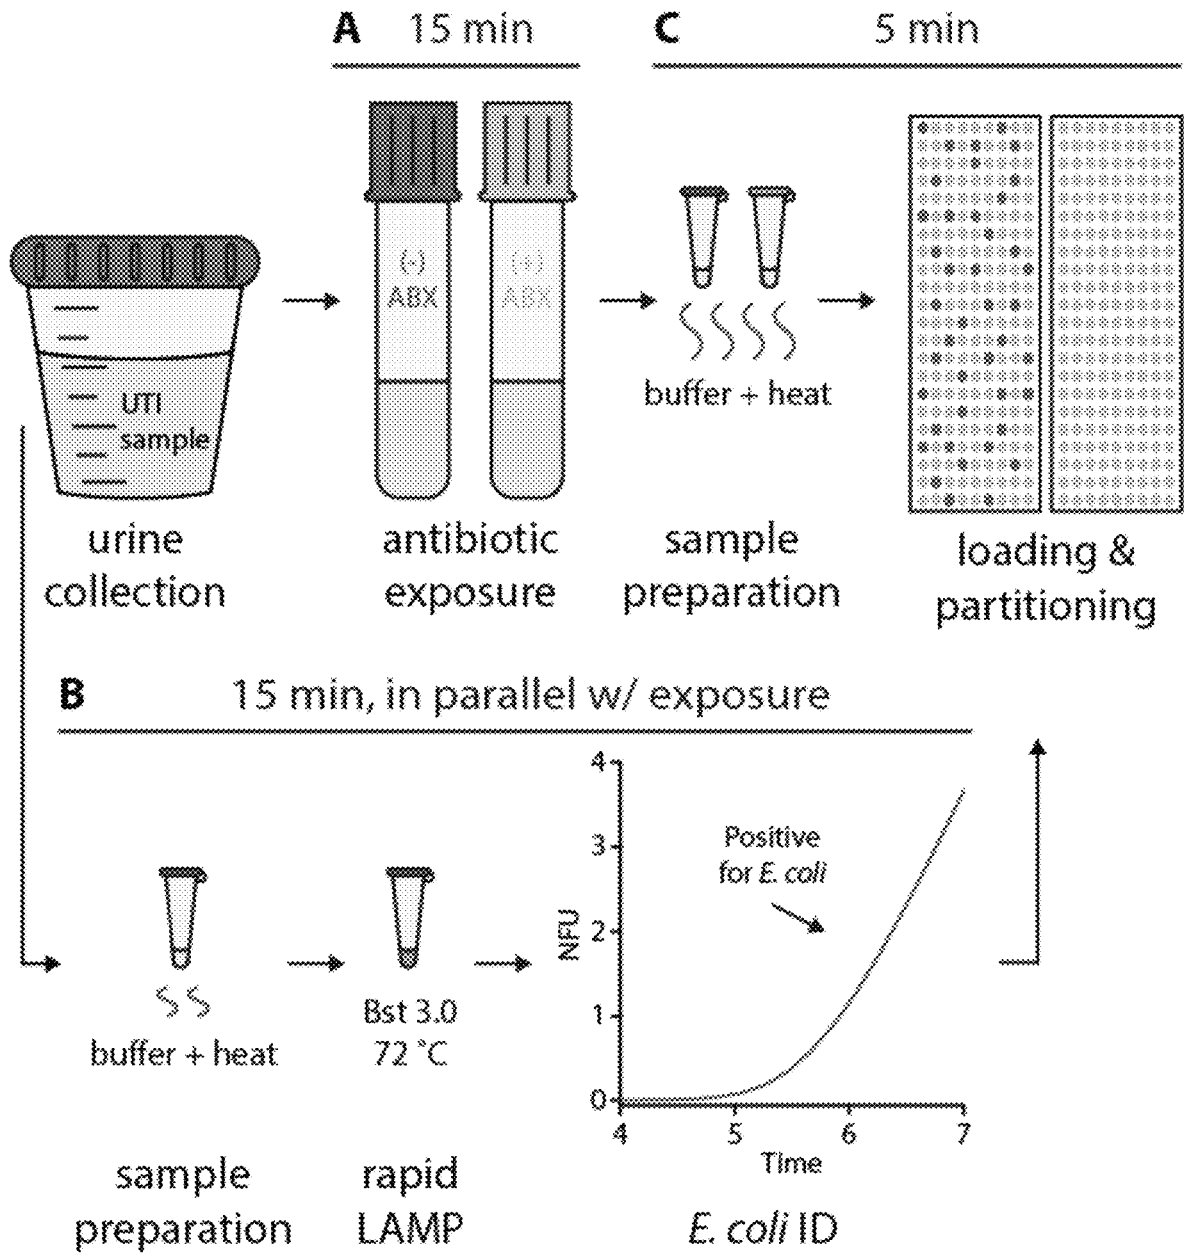 A 15 min
C 5 min
(-)
ABX
(+)
ABX
UTI
sample
buffer + heat
urine
collection
antibiotic
exposure
sample
preparation
loading &
partitioning
B 15 min, in parallel w/ exposure
buffer + heat
Bst 3.0
72 °C
4
3
2
1
0
NFU
Positive
for E. coli
4 5 6 7
Time
sample
preparation
rapid
LAMP
E. coli ID